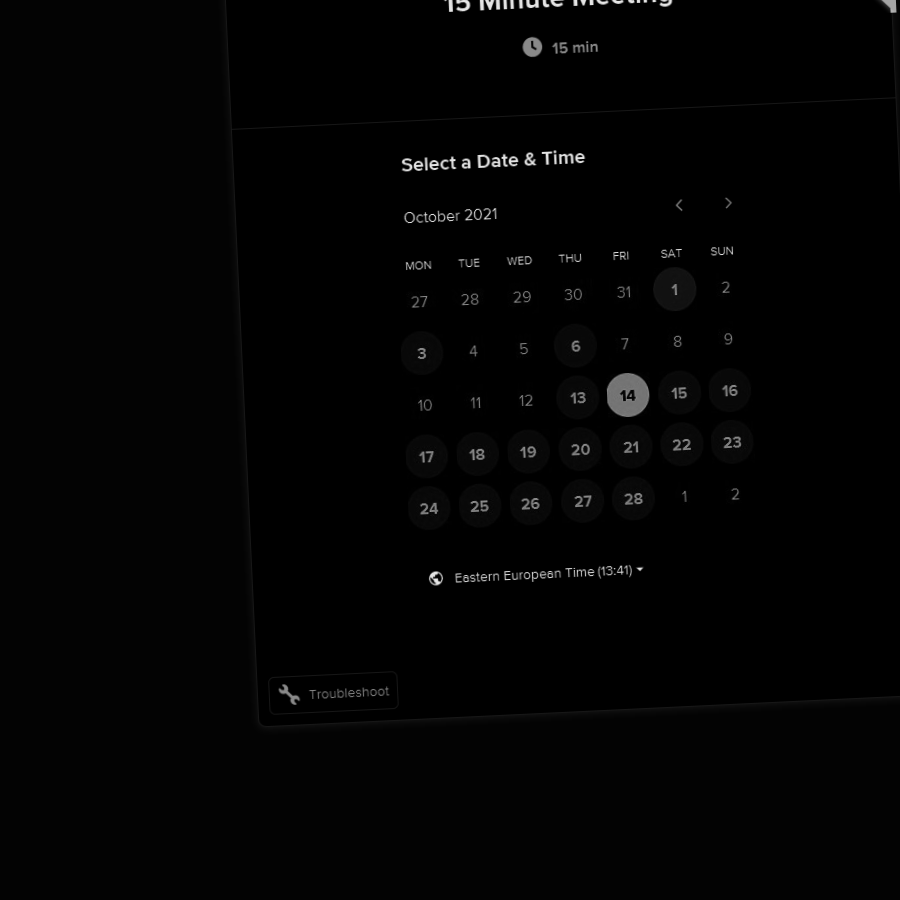 15 Minute Meeting
15 min
Select a Date & Time
October 2021
MON TUE WED THU FRI SAT SUN
27 28 29 30 31 1 2
3 4 5 6 7 8 9
10 11 12 13 14 15 16
17 18 19 20 21 22 23
24 25 26 27 28 1 2
Eastern European Time (13:41)
Troubleshoot